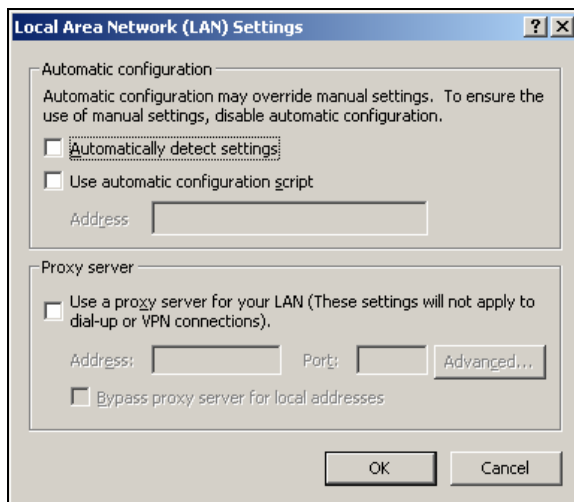 Local Area Network (LAN) Settings
Automatic configuration
Automatic configuration may override manual settings. To ensure the
use of manual settings, disable automatic configuration.
Automatically detect settings
Use automatic configuration script
Address
Proxy server
Use a proxy server for your LAN (These settings will not apply to
dial-up or VPN connections).
Address: Port: Advanced...
Bypass proxy server for local addresses
OK Cancel